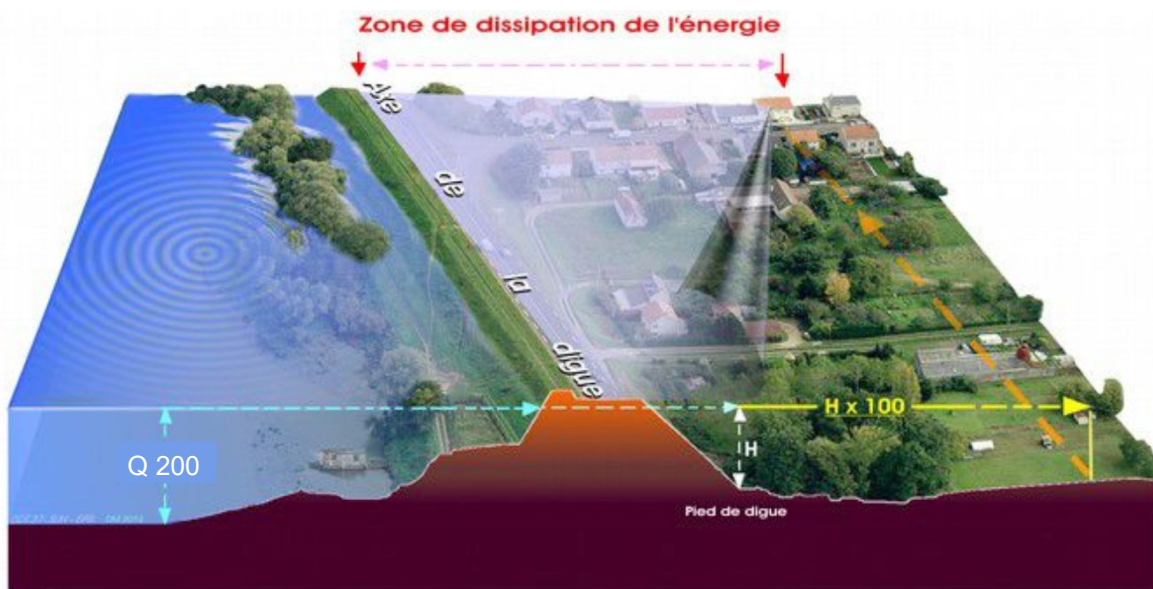 Zone de dissipation de l'énergie
Axe de la digue
H x 100
H
Q 200
Pied de digue